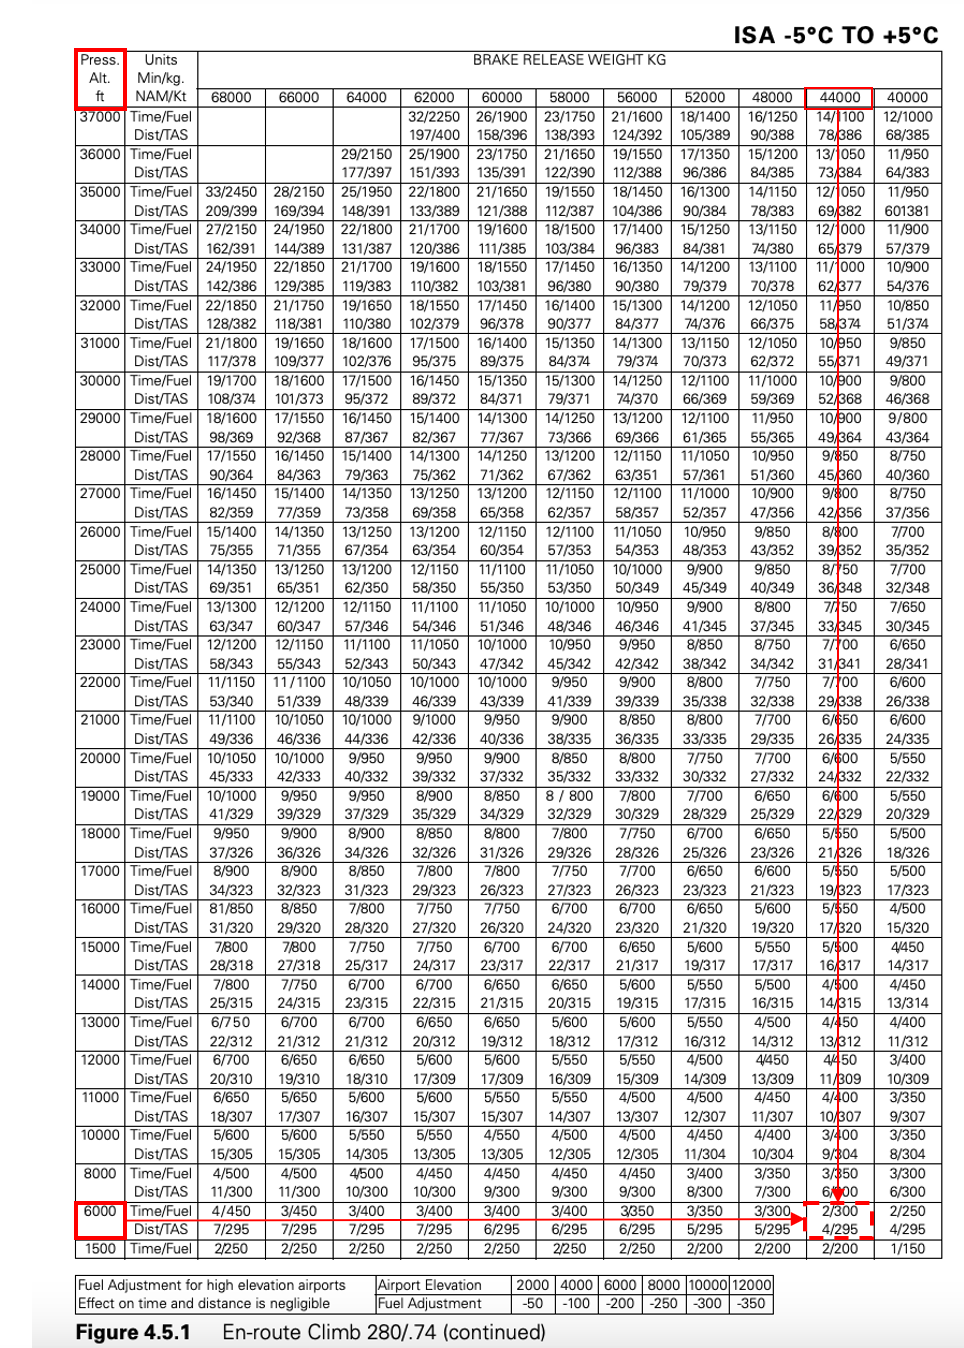 ISA -5°C TO +5°C
Press. Units BRAKE RELEASE WEIGHT KG
Alt. Min/kg.
ft NAM/Kt 68000 66000 64000 62000 60000 58000 56000 52000 48000 44000 40000
37000 Time/Fuel 32/2250 26/1900 23/1750 21/1600 18/1400 16/1250 14/1100 12/1000
Dist/TAS 197/400 158/396 138/393 124/392 105/389 90/388 78/386 68/385
36000 Time/Fuel 29/2150 25/1900 23/1750 21/1650 19/1550 17/1350 15/1200 13/1050 11/950
Dist/TAS 177/397 151/393 135/391 122/390 112/388 96/386 84/385 73/384 64/383
35000 Time/Fuel 33/2450 28/2150 25/1950 22/1800 21/1650 19/1550 18/1450 16/1300 14/1150 12/1050 11/950
Dist/TAS 209/399 169/394 148/391 133/389 121/388 112/387 104/386 90/384 78/383 69/382 601381
34000 Time/Fuel 27/2150 24/1950 22/1800 21/1700 19/1600 18/1500 17/1400 15/1250 13/1150 12/1000 11/900
Dist/TAS 162/391 144/389 131/387 120/386 111/385 103/384 96/383 84/381 74/380 65/379 57/379
33000 Time/Fuel 24/1950 22/1850 21/1700 19/1600 18/1550 17/1450 16/1350 14/1200 13/1100 11/1000 10/900
Dist/TAS 142/386 129/385 119/383 110/382 103/381 96/380 90/380 79/379 70/378 62/377 54/376
32000 Time/Fuel 22/1850 21/1750 19/1650 18/1550 17/1450 16/1400 15/1300 14/1200 12/1050 11/950 10/850
Dist/TAS 128/382 118/381 110/380 102/379 96/378 90/377 84/377 74/376 66/375 58/374 51/374
31000 Time/Fuel 21/1800 19/1650 18/1600 17/1500 16/1400 15/1350 14/1300 13/1150 12/1050 10/950 9/850
Dist/TAS 117/378 109/377 102/376 95/375 89/375 84/374 79/374 70/373 62/372 55/371 49/371
30000 Time/Fuel 19/1700 18/1600 17/1500 16/1450 15/1350 15/1300 14/1250 12/1100 11/1000 10/900 9/800
Dist/TAS 108/374 101/373 95/372 89/372 84/371 79/371 74/370 66/369 59/369 52/368 46/368
29000 Time/Fuel 18/1600 17/1550 16/1450 15/1400 14/1300 14/1250 13/1200 12/1100 11/950 10/900 9/800
Dist/TAS 98/369 92/368 87/367 82/367 77/367 73/366 69/366 61/365 55/365 49/364 43/364
28000 Time/Fuel 17/1550 16/1450 15/1400 14/1300 14/1250 13/1200 12/1150 11/1050 10/950 9/850 8/750
Dist/TAS 90/364 84/363 79/363 75/362 71/362 67/362 63/351 57/361 51/360 45/360 40/360
27000 Time/Fuel 16/1450 15/1400 14/1350 13/1250 13/1200 12/1150 12/1100 11/1000 10/900 9/800 8/750
Dist/TAS 82/359 77/359 73/358 69/358 65/358 62/357 58/357 52/357 47/356 42/356 37/356
26000 Time/Fuel 15/1400 14/1350 13/1250 13/1200 12/1150 12/1100 11/1050 10/950 9/850 8/800 7/700
Dist/TAS 75/355 71/355 67/354 63/354 60/354 57/353 54/353 48/353 43/352 39/352 35/352
25000 Time/Fuel 14/1350 13/1250 13/1200 12/1150 11/1100 11/1050 10/1000 9/900 9/850 8/750 7/700
Dist/TAS 69/351 65/351 62/350 58/350 55/350 53/350 50/349 45/349 40/349 36/348 32/348
24000 Time/Fuel 13/1300 12/1200 12/1150 11/1100 11/1050 10/1000 10/950 9/900 8/800 7/750 7/650
Dist/TAS 63/347 60/347 57/346 54/346 51/346 48/346 46/346 41/345 37/345 33/345 30/345
23000 Time/Fuel 12/1200 12/1150 11/1100 11/1050 10/1000 10/950 9/950 8/850 8/750 7/700 6/650
Dist/TAS 58/343 55/343 52/343 50/343 47/342 45/342 42/342 38/342 34/342 31/341 28/341
22000 Time/Fuel 11/1150 11/1100 10/1050 10/1000 10/1000 9/950 9/900 8/800 7/750 7/700 6/600
Dist/TAS 53/340 51/339 48/339 46/339 43/339 41/339 39/339 35/338 32/338 29/338 26/338
21000 Time/Fuel 11/1100 10/1050 10/1000 9/1000 9/950 9/900 8/850 8/800 7/700 6/650 6/600
Dist/TAS 49/336 46/336 44/336 42/336 40/336 38/335 36/335 33/335 29/335 26/335 24/335
20000 Time/Fuel 10/1050 10/1000 9/950 9/950 9/900 8/850 8/800 7/750 7/700 6/600 5/550
Dist/TAS 45/333 42/333 40/332 39/332 37/332 35/332 33/332 30/332 27/332 24/332 22/332
19000 Time/Fuel 10/1000 9/950 9/950 8/900 8/850 8 / 800 7/800 7/700 6/650 6/600 5/550
Dist/TAS 41/329 39/329 37/329 35/329 34/329 32/329 30/329 28/329 25/329 22/329 20/329
18000 Time/Fuel 9/950 9/900 8/900 8/850 8/800 7/800 7/750 6/700 6/650 5/550 5/500
Dist/TAS 37/326 36/326 34/326 32/326 31/326 29/326 28/326 25/326 23/326 21/326 18/326
17000 Time/Fuel 8/900 8/900 8/850 7/800 7/800 7/750 7/700 6/650 6/600 5/550 5/500
Dist/TAS 34/323 32/323 31/323 29/323 26/323 27/323 26/323 23/323 21/323 19/323 17/323
16000 Time/Fuel 81/850 8/850 7/800 7/750 7/750 6/700 6/700 6/650 5/600 5/550 4/500
Dist/TAS 31/320 29/320 28/320 27/320 26/320 24/320 23/320 21/320 19/320 17/320 15/320
15000 Time/Fuel 7/800 7/800 7/750 7/750 6/700 6/700 6/650 5/600 5/550 5/500 4/450
Dist/TAS 28/318 27/318 25/317 24/317 23/317 22/317 21/317 19/317 17/317 16/317 14/317
14000 Time/Fuel 7/800 7/750 6/700 6/700 6/650 6/650 5/600 5/550 5/500 4/500 4/450
Dist/TAS 25/315 24/315 23/315 22/315 21/315 20/315 19/315 17/315 16/315 14/315 13/314
13000 Time/Fuel 6/750 6/700 6/700 6/650 6/650 5/600 5/600 5/550 4/500 4/450 4/400
Dist/TAS 22/312 21/312 21/312 20/312 19/312 18/312 17/312 16/312 14/312 13/312 11/312
12000 Time/Fuel 6/700 6/650 6/650 5/600 5/600 5/550 5/550 4/500 4/450 4/450 3/400
Dist/TAS 20/310 19/310 18/310 17/309 17/309 16/309 15/309 14/309 13/309 11/309 10/309
11000 Time/Fuel 6/650 5/650 5/600 5/600 5/550 5/550 4/500 4/500 4/450 4/400 3/350
Dist/TAS 18/307 17/307 16/307 15/307 15/307 14/307 13/307 12/307 11/307 10/307 9/307
10000 Time/Fuel 5/600 5/600 5/550 5/550 4/550 4/500 4/500 4/450 4/400 3/400 3/350
Dist/TAS 15/305 15/305 14/305 13/305 13/305 12/305 12/305 11/304 10/304 9/304 8/304
8000 Time/Fuel 4/500 4/500 4/500 4/450 4/450 4/450 4/450 3/400 3/350 3/350 3/300
Dist/TAS 11/300 11/300 10/300 10/300 9/300 9/300 9/300 8/300 7/300 6/300 6/300
6000 Time/Fuel 4/450 3/450 3/400 3/400 3/400 3/400 3/350 3/350 3/300 2/300 2/250
Dist/TAS 7/295 7/295 7/295 7/295 6/295 6/295 6/295 5/295 5/295 4/295 4/295
1500 Time/Fuel 2/250 2/250 2/250 2/250 2/250 2/250 2/250 2/200 2/200 2/200 1/150
Fuel Adjustment for high elevation airports Airport Elevation 2000 4000 6000 8000 10000 12000
Effect on time and distance is negligible Fuel Adjustment -50 -100 -200 -250 -300 -350
Figure 4.5.1 En-route Climb 280/.74 (continued)